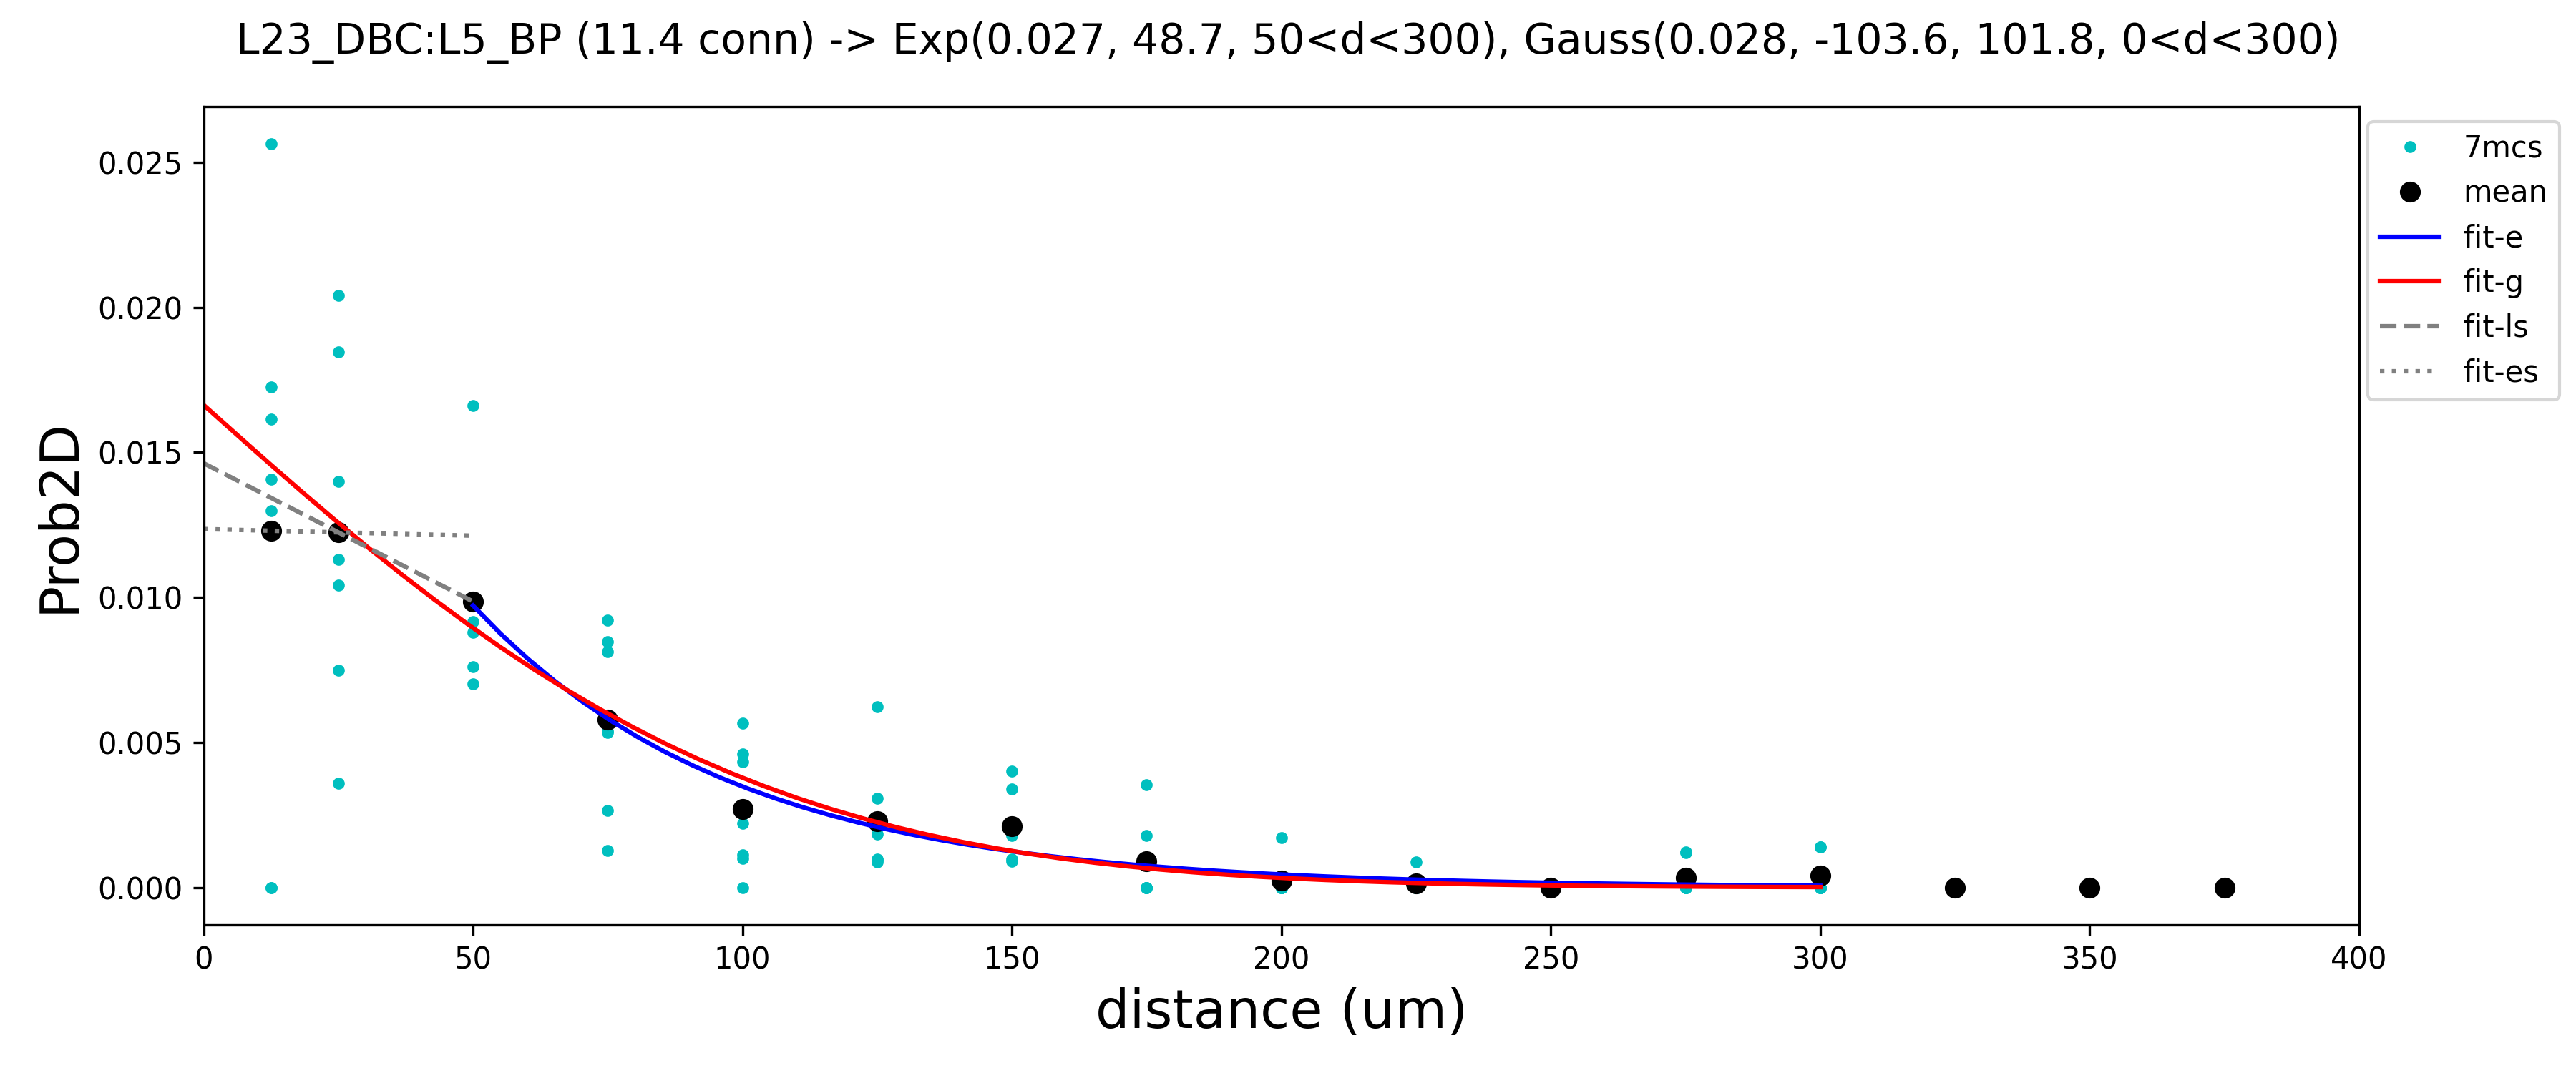 L23_DBC:L5_BP (11.4 conn) -> Exp(0.027, 48.7, 50<d<300), Gauss(0.028, -103.6, 101.8, 0<d<300)
0.025
0.020
0.015
0.010
0.005
0.000
Prob2D
0 50 100 150 200 250 300 350 400
distance (um)
7mcs
mean
fit-e
fit-g
fit-ls
fit-es